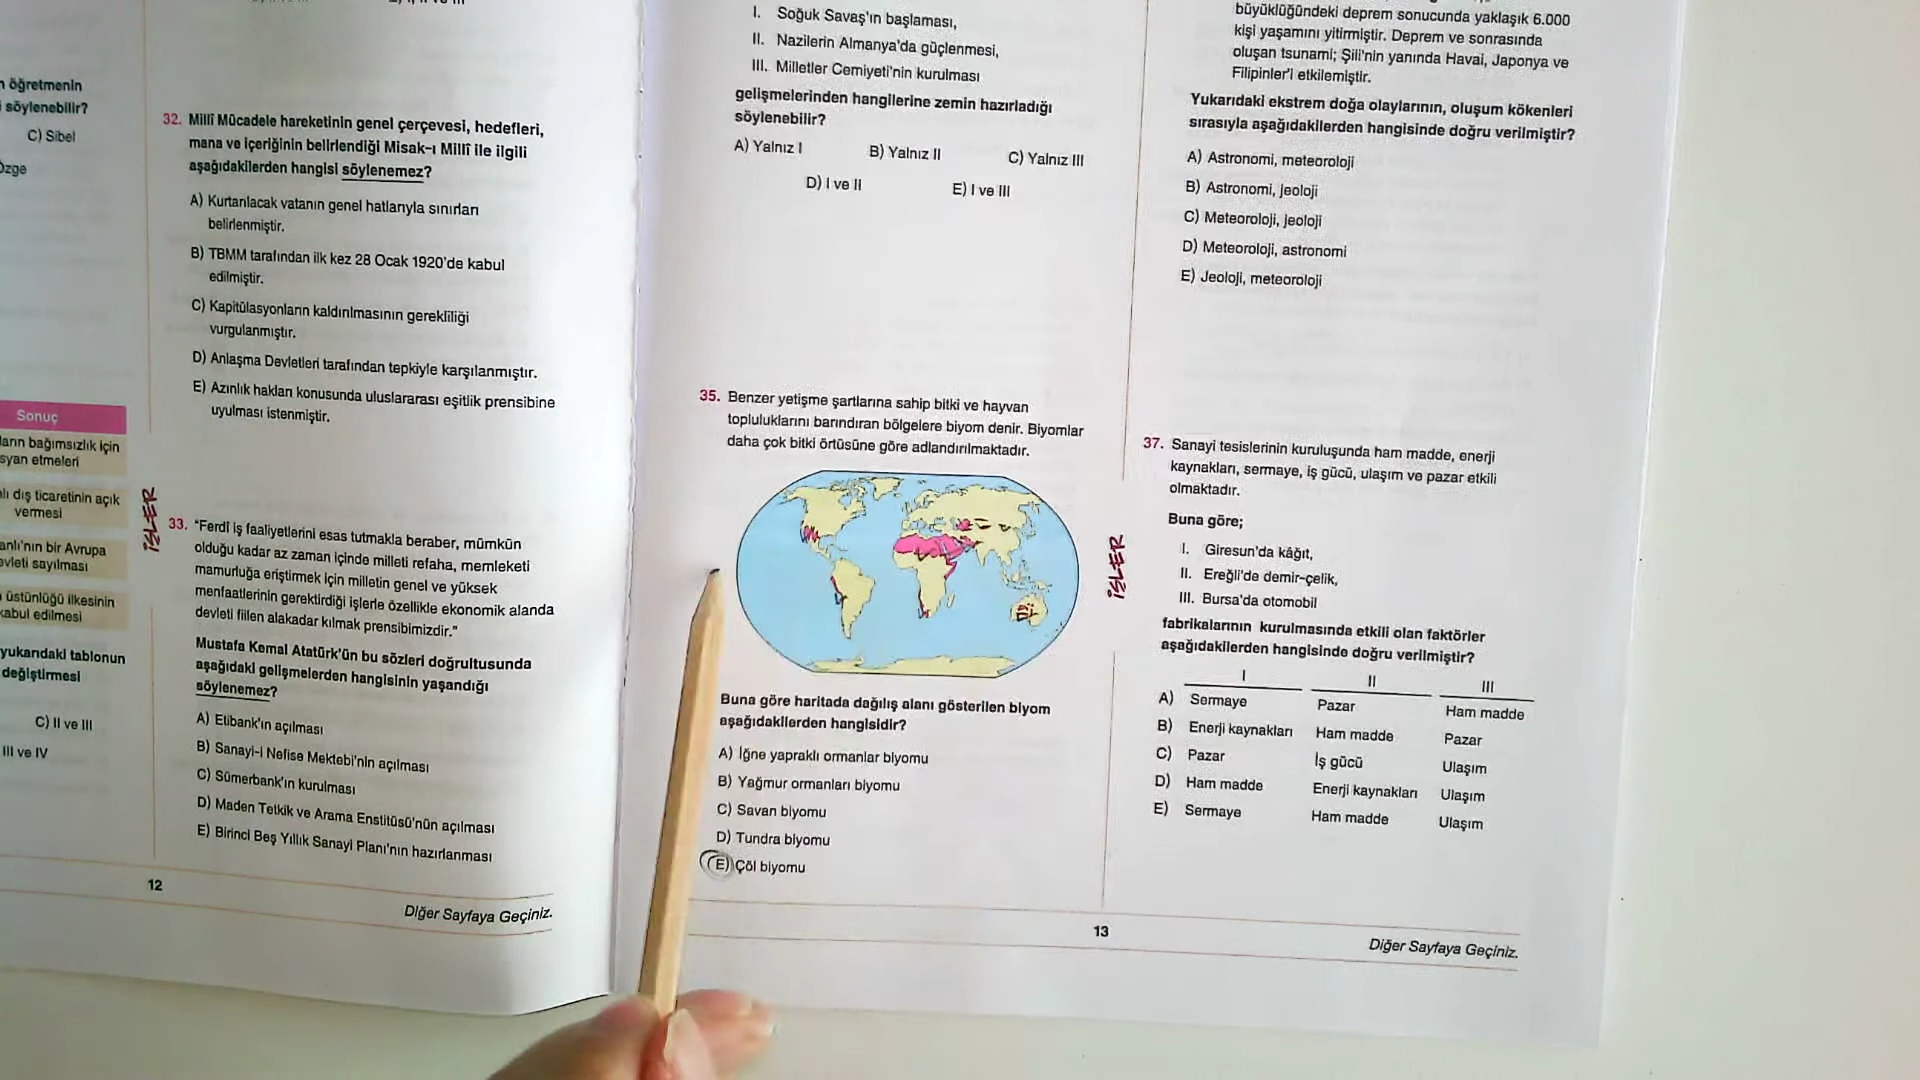 öğretmenin
söylenebilir?
C) Sibel
Özge
Sonuç
ların bağımsızlık için
syan etmeleri
dış ticaretinin açık
vermesi
anlı'nın bir Avrupa
evleti sayılması
üstünlüğü ilkesinin
kabul edilmesi
yukarıdaki tablonun
değiştirmesi
C) II ve III
III ve IV
32. Millî Mücadele hareketinin genel çerçevesi, hedefleri,
mana ve içeriğinin belirlendiği Misak-ı Millî ile ilgili
aşağıdakilerden hangisi söylenemez?
A) Kurtarılacak vatanın genel hatlarıyla sınırları
belirlenmiştir.
B) TBMM tarafından ilk kez 28 Ocak 1920'de kabul
edilmiştir.
C) Kapitülasyonların kaldırılmasının gerekliliği
vurgulanmıştır.
D) Anlaşma Devletleri tarafından tepkiyle karşılanmıştır.
E) Azınlık hakları konusunda uluslararası eşitlik prensibine
uyulması istenmiştir.
İŞLER
33. "Ferdî iş faaliyetlerini esas tutmakla beraber, mümkün
olduğu kadar az zaman içinde milleti refaha, memleketi
mamurluğa eriştirmek için milletin genel ve yüksek
menfaatlerinin gerektirdiği işlerle özellikle ekonomik alanda
devleti fiilen alakadar kılmak prensibimizdir."
Mustafa Kemal Atatürk'ün bu sözleri doğrultusunda
aşağıdaki gelişmelerden hangisinin yaşandığı
söylenemez?
A) Etibank'ın açılması
B) Sanayi-i Nefise Mektebi'nin açılması
C) Sümerbank'ın kurulması
D) Maden Tetkik ve Arama Enstitüsü'nün açılması
E) Birinci Beş Yıllık Sanayi Planı'nın hazırlanması
12
Diğer Sayfaya Geçiniz.
I. Soğuk Savaş'ın başlaması,
II. Nazilerin Almanya'da güçlenmesi,
III. Milletler Cemiyeti'nin kurulması
gelişmelerinden hangilerine zemin hazırladığı
söylenebilir?
A) Yalnız I B) Yalnız II C) Yalnız III
D) I ve II E) I ve III
35. Benzer yetişme şartlarına sahip bitki ve hayvan
topluluklarını barındıran bölgelere biyom denir. Biyomlar
daha çok bitki örtüsüne göre adlandırılmaktadır.
Buna göre haritada dağılış alanı gösterilen biyom
aşağıdakilerden hangisidir?
A) İğne yapraklı ormanlar biyomu
B) Yağmur ormanları biyomu
C) Savan biyomu
D) Tundra biyomu
E) Çöl biyomu
İŞLER
büyüklüğündeki deprem sonucunda yaklaşık 6.000
kişi yaşamını yitirmiştir. Deprem ve sonrasında
oluşan tsunami; Şili'nin yanında Havai, Japonya ve
Filipinler'i etkilemiştir.
Yukarıdaki ekstrem doğa olaylarının, oluşum kökenleri
sırasıyla aşağıdakilerden hangisinde doğru verilmiştir?
A) Astronomi, meteoroloji
B) Astronomi, jeoloji
C) Meteoroloji, jeoloji
D) Meteoroloji, astronomi
E) Jeoloji, meteoroloji
37. Sanayi tesislerinin kuruluşunda ham madde, enerji
kaynakları, sermaye, iş gücü, ulaşım ve pazar etkili
olmaktadır.
Buna göre;
I. Giresun'da kâğıt,
II. Ereğli'de demir-çelik,
III. Bursa'da otomobil
fabrikalarının kurulmasında etkili olan faktörler
aşağıdakilerden hangisinde doğru verilmiştir?
I II III
A) Sermaye Pazar Ham madde
B) Enerji kaynakları Ham madde Pazar
C) Pazar İş gücü Ulaşım
D) Ham madde Enerji kaynakları Ulaşım
E) Sermaye Ham madde Ulaşım
13
Diğer Sayfaya Geçiniz.